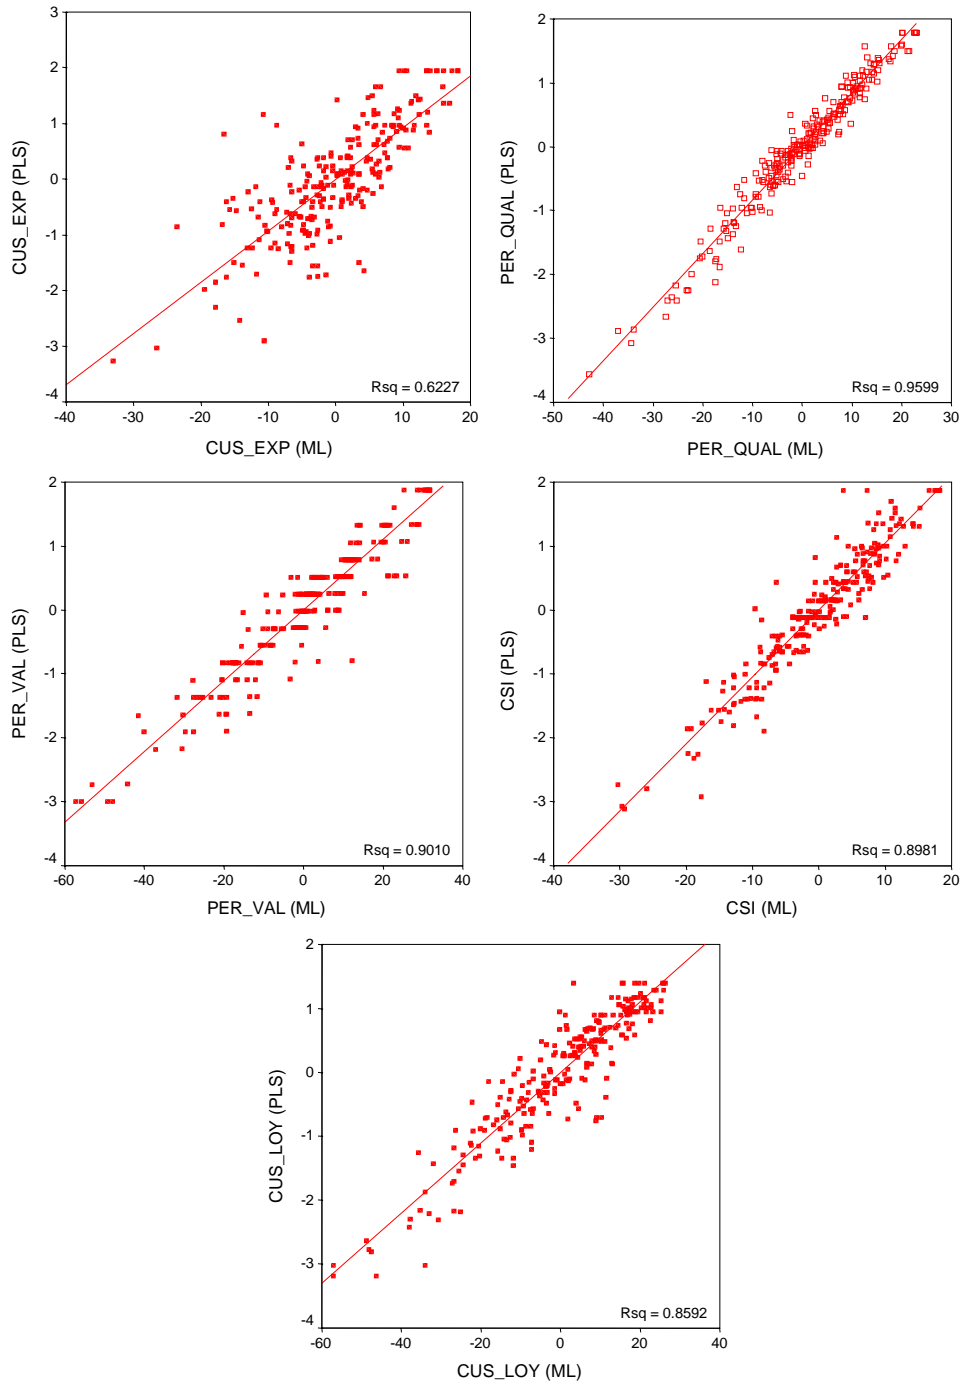 3
2
1
0
-1
-2
-3
-4
CUS_EXP (PLS)
Rsq = 0.6227
-40 -30 -20 -10 0 10 20
CUS_EXP (ML)
2
1
0
-1
-2
-3
-4
PER_QUAL (PLS)
Rsq = 0.9599
-50 -40 -30 -20 -10 0 10 20 30
PER_QUAL (ML)
2
1
0
-1
-2
-3
-4
PER_VAL (PLS)
Rsq = 0.9010
-60 -40 -20 0 20 40
PER_VAL (ML)
2
1
0
-1
-2
-3
-4
CSI (PLS)
Rsq = 0.8981
-40 -30 -20 -10 0 10 20
CSI (ML)
2
1
0
-1
-2
-3
-4
CUS_LOY (PLS)
Rsq = 0.8592
-60 -40 -20 0 20 40
CUS_LOY (ML)